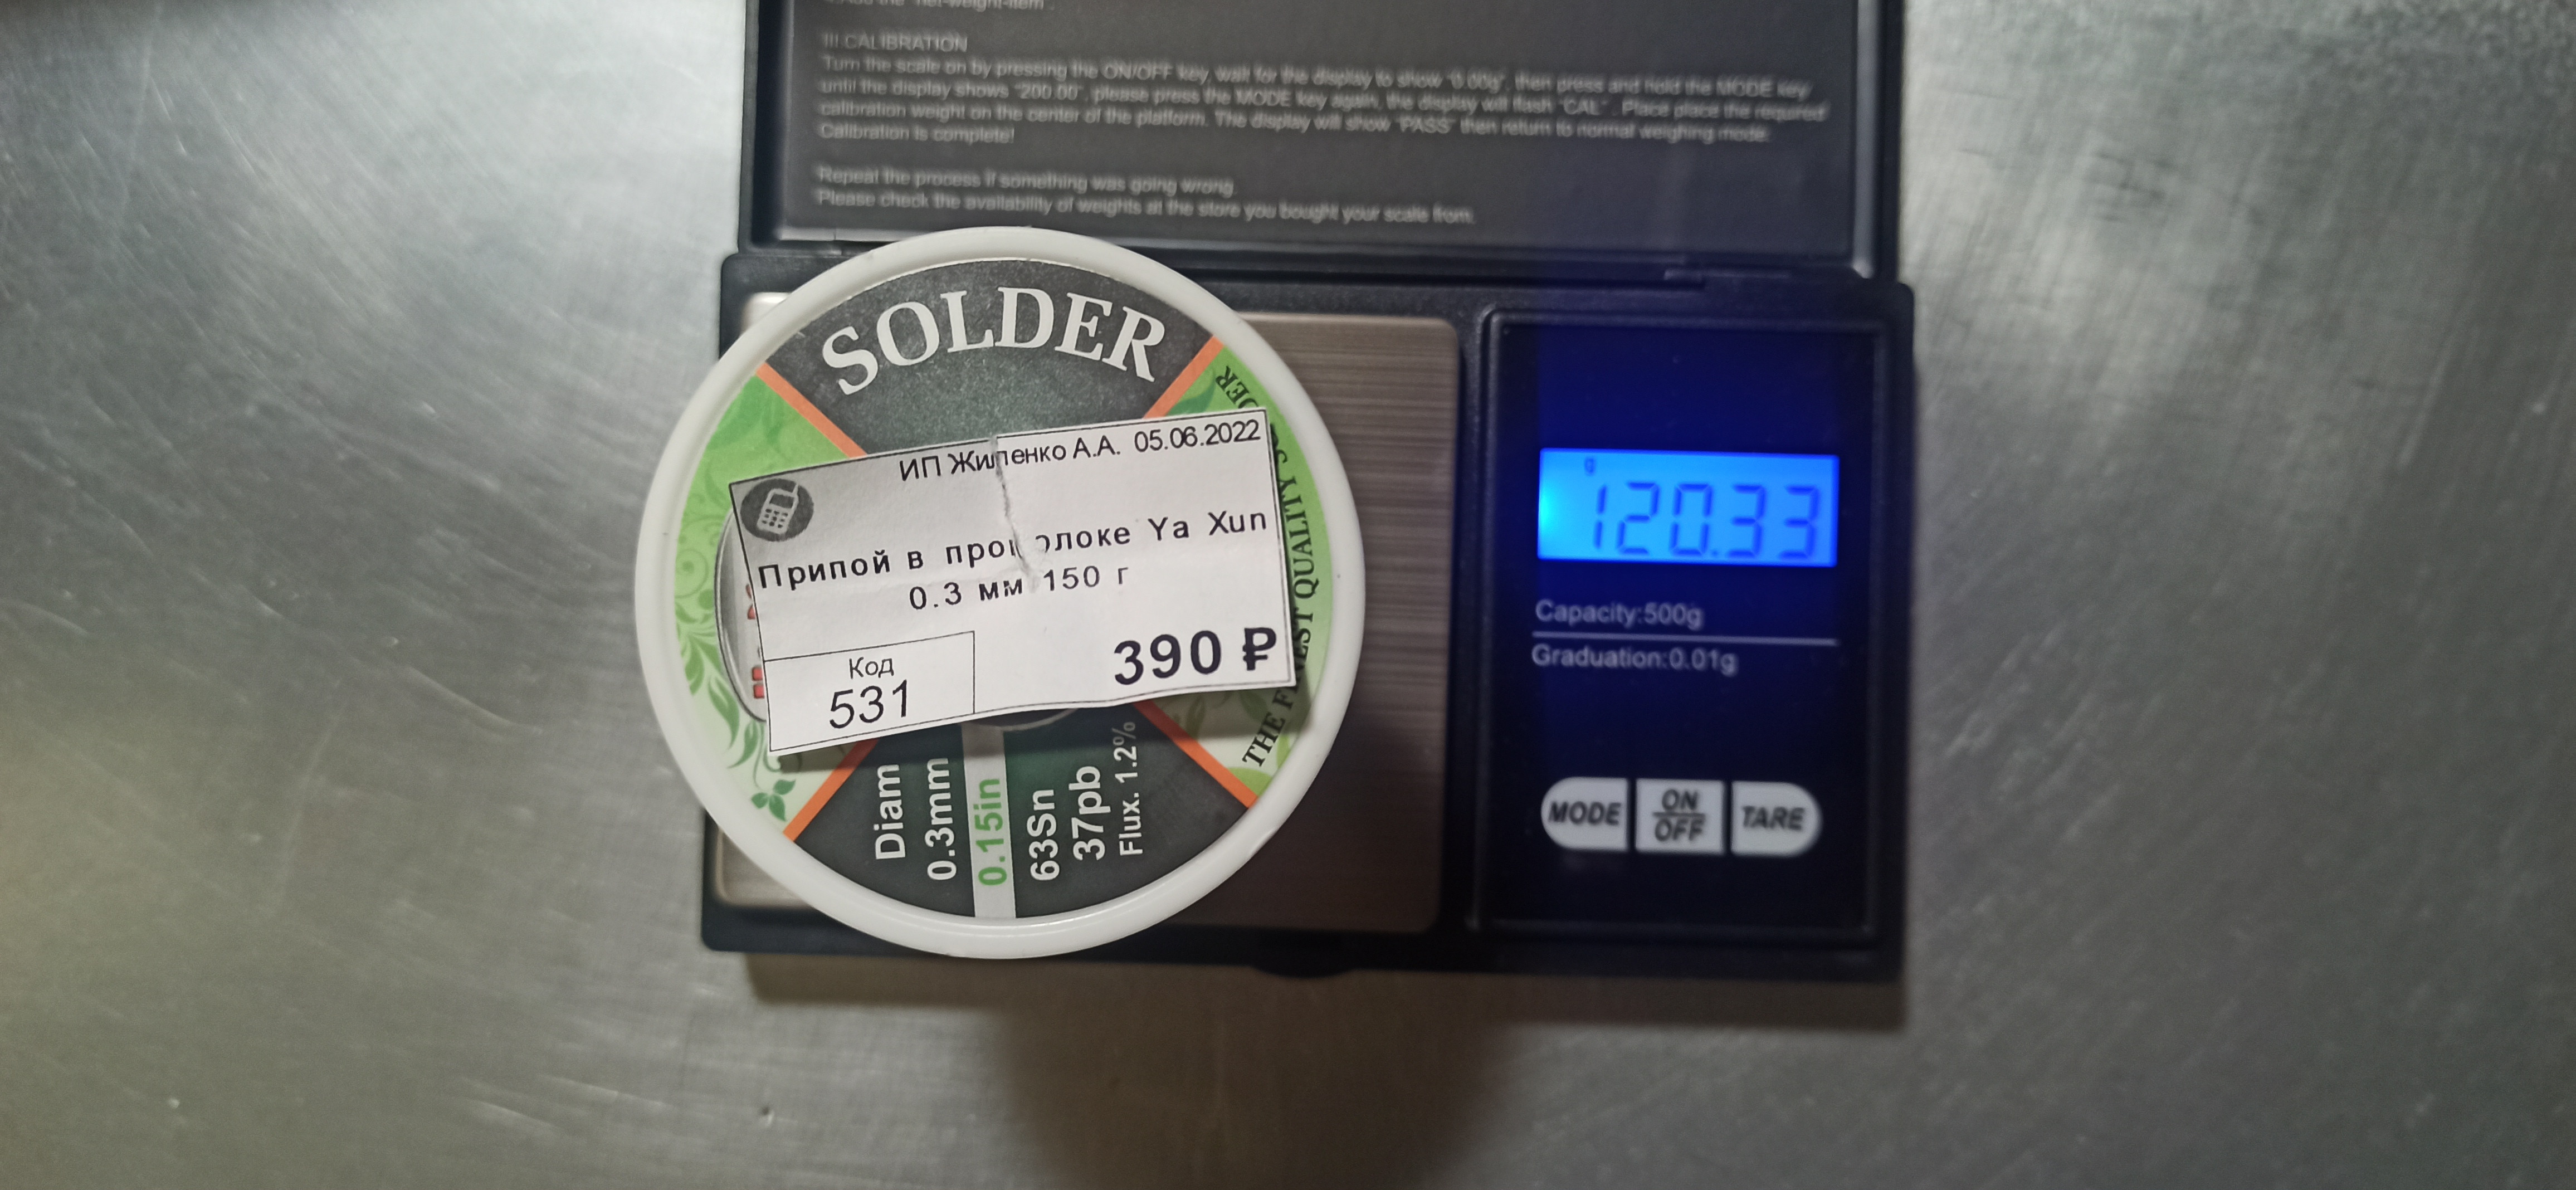 III CALIBRATION
Turn the scale on by pressing the ON/OFF key, wait for the display to show "0.00g", then press and hold the MODE key
until the display shows "200.00", please press the MODE key again, the display will flash "CAL". Place place the required
calibration weight on the center of the platform. The display will show "PASS" then return to normal weighing mode.
Calibration is complete!
Repeat the process if something was going wrong.
Please check the availability of weights at the store you bought your scale from.
SOLDER
ИП Жиленко А.А. 05.06.2022
Припой в
Ya Xun
0.3 мм 150 г
390 ₽
Код
531
Diam
0.3mm
0.15in
63Sn
37pb
Flux. 1.2%
QUALITY
THE
g
120.33
Capacity:500g
Graduation:0.01g
MODE
ON
OFF
TARE